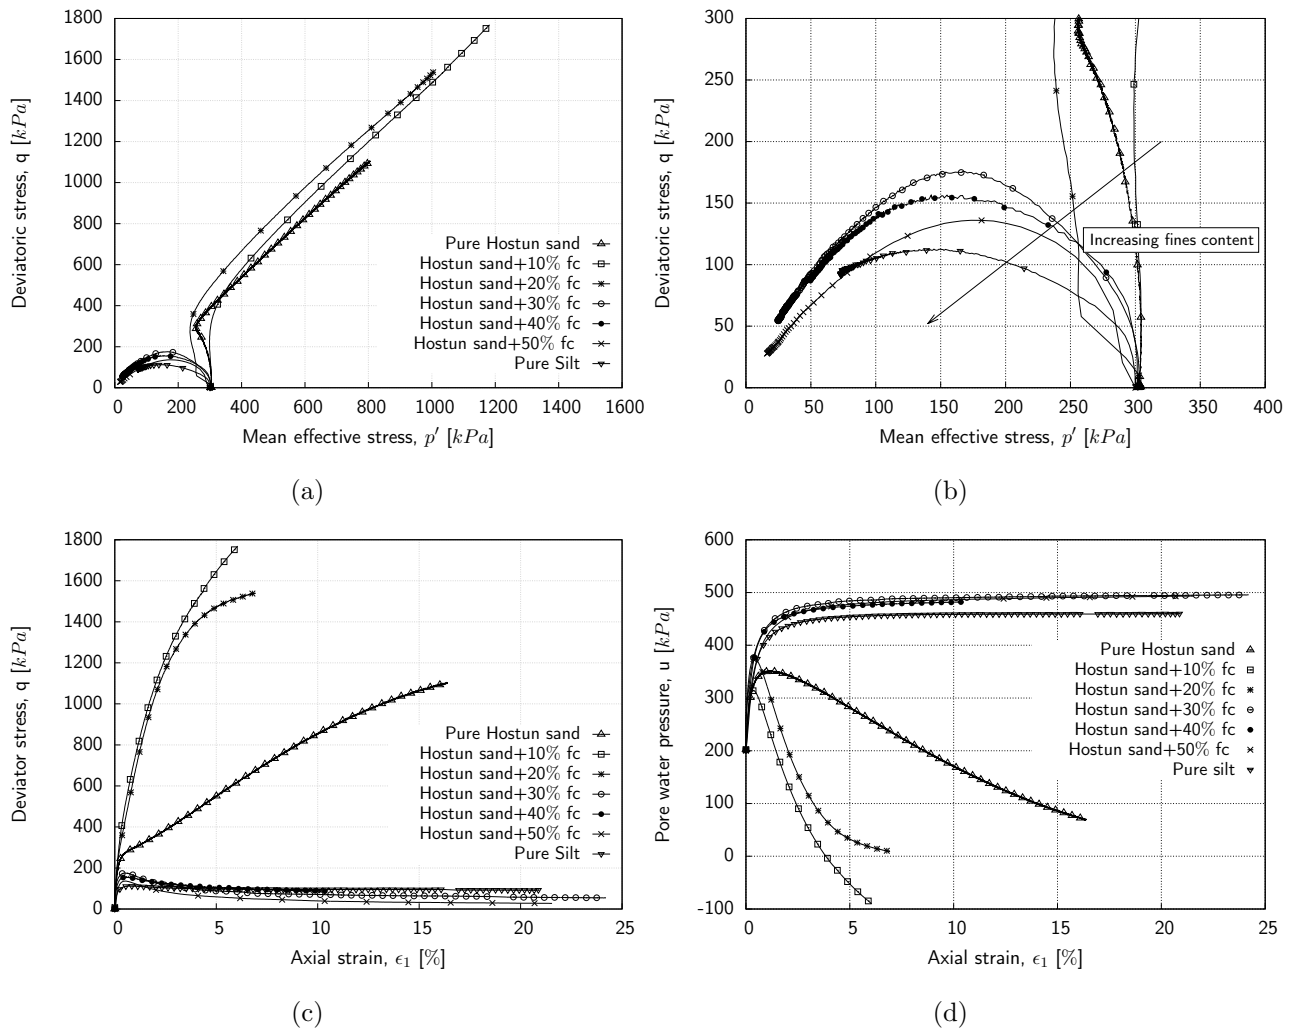 1800
1600
1400
1200
1000
800
600
400
200
0
0 200 400 600 800 1000 1200 1400 1600
Deviatoric stress, q [kPa]
Mean effective stress, p′ [kPa]
Pure Hostun sand
Hostun sand+10% fc
Hostun sand+20% fc
Hostun sand+30% fc
Hostun sand+40% fc
Hostun sand+50% fc
Pure Silt
(a)
300
250
200
150
100
50
0
0 50 100 150 200 250 300 350 400
Deviatoric stress, q [kPa]
Mean effective stress, p′ [kPa]
Increasing fines content
(b)
1800
1600
1400
1200
1000
800
600
400
200
0
0 5 10 15 20 25
Deviator stress, q [kPa]
Axial strain, ϵ1 [%]
Pure Hostun sand
Hostun sand+10% fc
Hostun sand+20% fc
Hostun sand+30% fc
Hostun sand+40% fc
Hostun sand+50% fc
Pure Silt
(c)
600
500
400
300
200
100
0
-100
0 5 10 15 20 25
Pore water pressure, u [kPa]
Axial strain, ϵ1 [%]
Pure Hostun sand
Hostun sand+10% fc
Hostun sand+20% fc
Hostun sand+30% fc
Hostun sand+40% fc
Hostun sand+50% fc
Pure silt
(d)